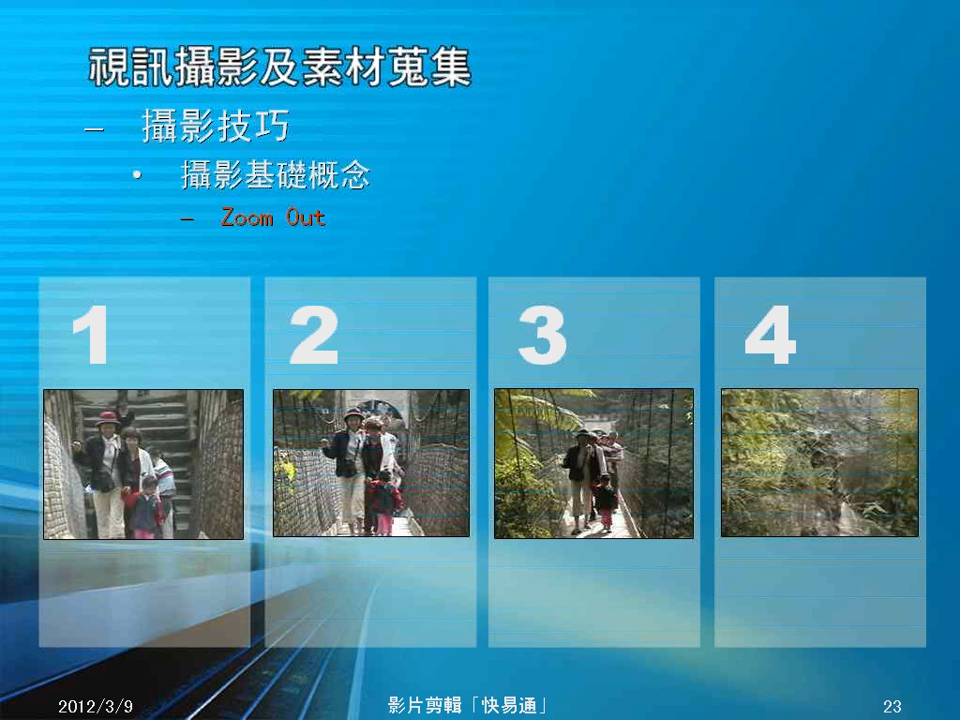 視訊攝影及素材蒐集
– 攝影技巧
• 攝影基礎概念
– Zoom Out
1 2 3 4
2012/3/9 影片剪輯「快易通」 23